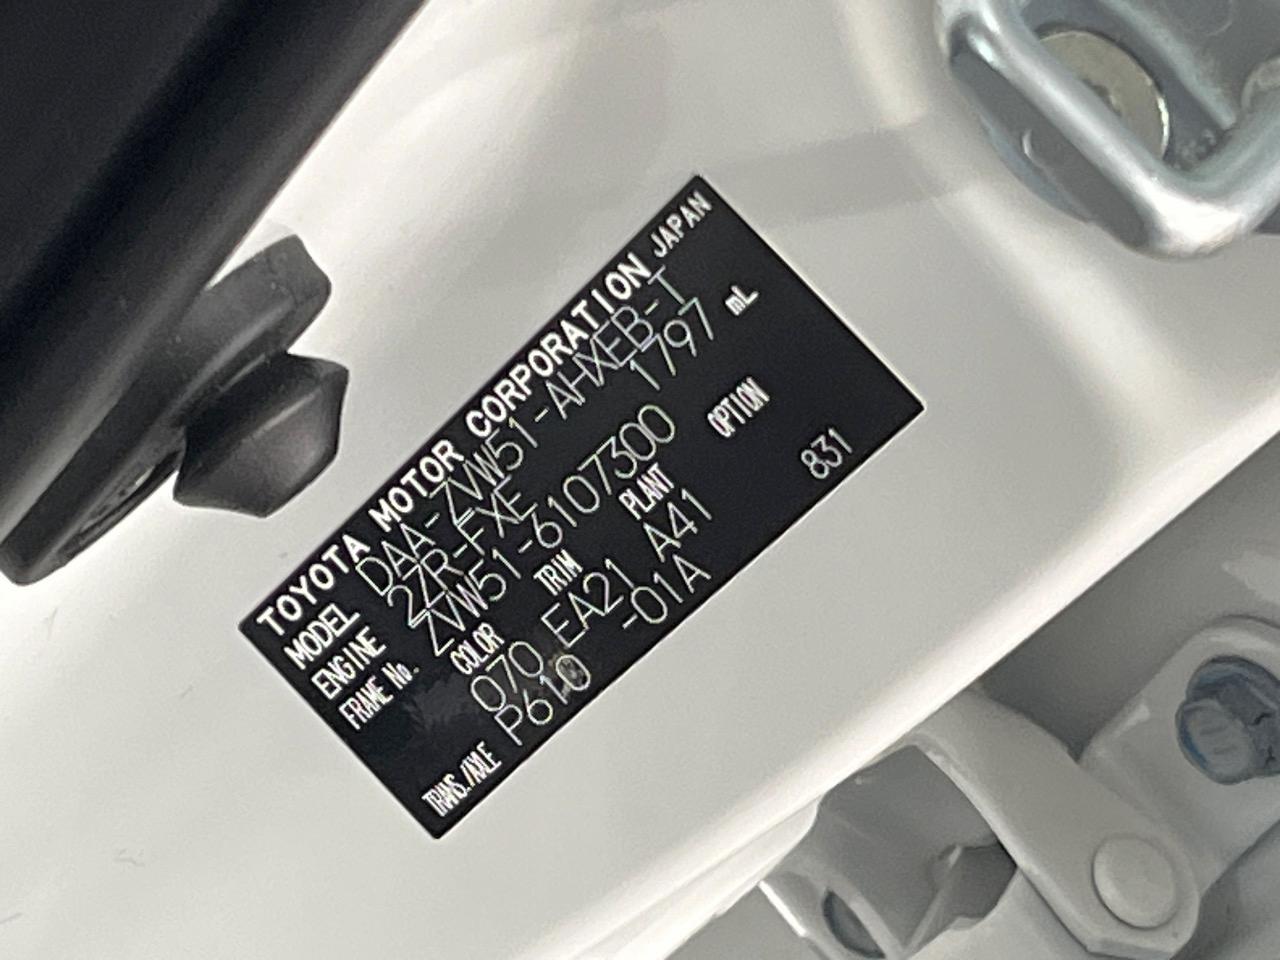 TOYOTA MOTOR CORPORATION JAPAN
MODEL DAA-ZVW51-AHXEB-T
ENGINE 2ZR-FXE 1797 mL
FRAME No. ZVW51-6107300
COLOR TRIM PLANT OPTION
070 EA21 A41 831
TRANS./AXLE P610 -01A